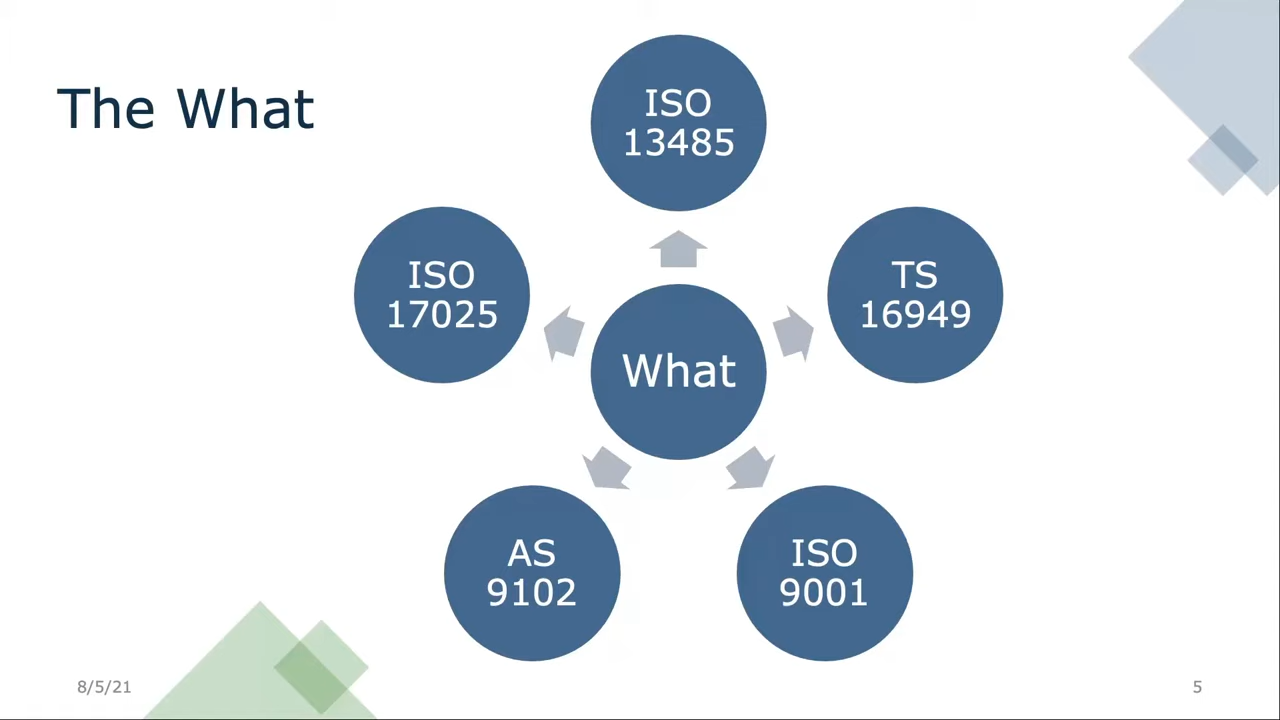 The What
ISO
13485
TS
16949
ISO
9001
AS
9102
ISO
17025
What
8/5/21
5